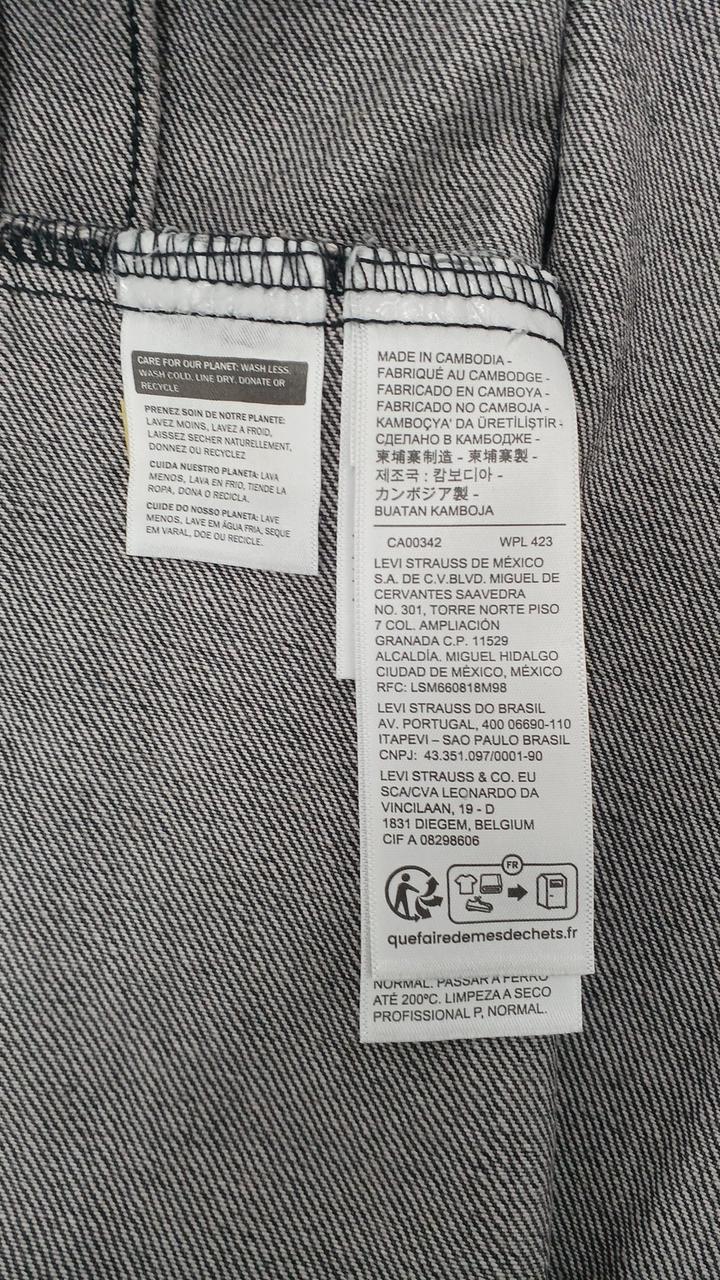 CARE FOR OUR PLANET: WASH LESS,
WASH COLD, LINE DRY, DONATE OR
RECYCLE
PRENEZ SOIN DE NOTRE PLANETE:
LAVEZ MOINS, LAVEZ A FROID,
LAISSEZ SECHER NATURELLEMENT,
DONNEZ OU RECYCLEZ
CUIDA NUESTRO PLANETA: LAVA
MENOS, LAVA EN FRIO, TIENDE LA
ROPA, DONA O RECICLA.
CUIDE DO NOSSO PLANETA: LAVE
MENOS, LAVE EM ÁGUA FRIA, SEQUE
EM VARAL, DOE OU RECICLE.
MADE IN CAMBODIA -
FABRIQUÉ AU CAMBODGE -
FABRICADO EN CAMBOYA -
FABRICADO NO CAMBOJA -
KAMBOÇYA' DA ÜRETİLİŞTİR -
СДЕЛАНО В КАМБОДЖЕ -
柬埔寨制造 - 柬埔寨製 -
제조국 : 캄보디아 -
カンボジア製 -
BUATAN KAMBOJA
CA00342 WPL 423
LEVI STRAUSS DE MÉXICO
S.A. DE C.V.BLVD. MIGUEL DE
CERVANTES SAAVEDRA
NO. 301, TORRE NORTE PISO
7 COL. AMPLIACIÓN
GRANADA C.P. 11529
ALCALDÍA. MIGUEL HIDALGO
CIUDAD DE MÉXICO, MÉXICO
RFC: LSM660818M98
LEVI STRAUSS DO BRASIL
AV. PORTUGAL, 400 06690-110
ITAPEVI – SAO PAULO BRASIL
CNPJ: 43.351.097/0001-90
LEVI STRAUSS & CO. EU
SCA/CVA LEONARDO DA
VINCILAAN, 19 - D
1831 DIEGEM, BELGIUM
CIF A 08298606
FR
quefairedemesdechets.fr
NORMAL. PASSAR A FERRO
ATÉ 200ºC. LIMPEZA A SECO
PROFISSIONAL P, NORMAL.